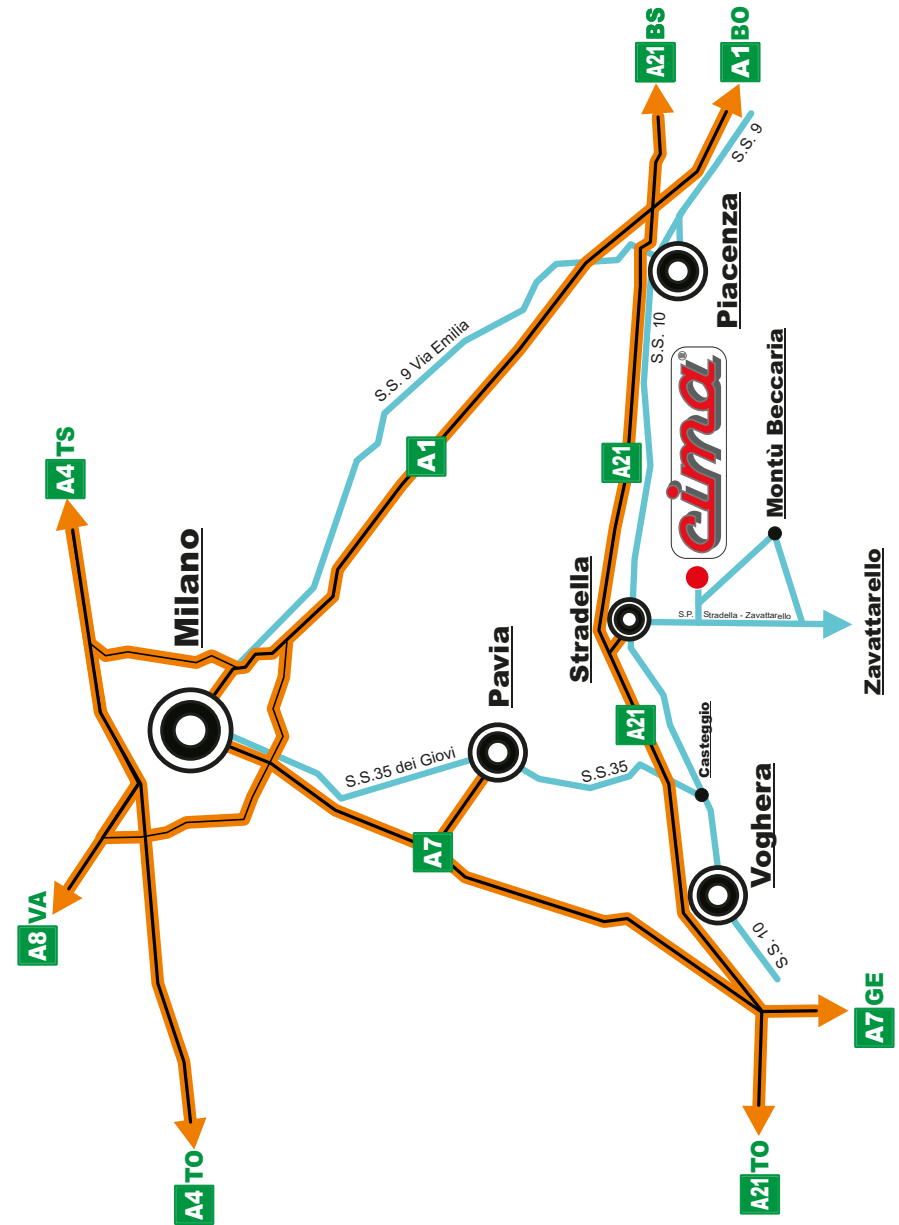 A8 VA
A4 TS
Milano
A4 TO
S.S.35 dei Giovi
S.S. 9 Via Emilia
A1
A7
Pavia
Stradella
S.S.35
A21
A21
A21 BS
S.S. 10
cima®
S.P. Stradella - Zavattarello
Casteggio
Piacenza
A1 BO
S.S. 9
Voghera
A21 TO
S.S. 10
Montù Beccaria
Zavattarello
A7 GE